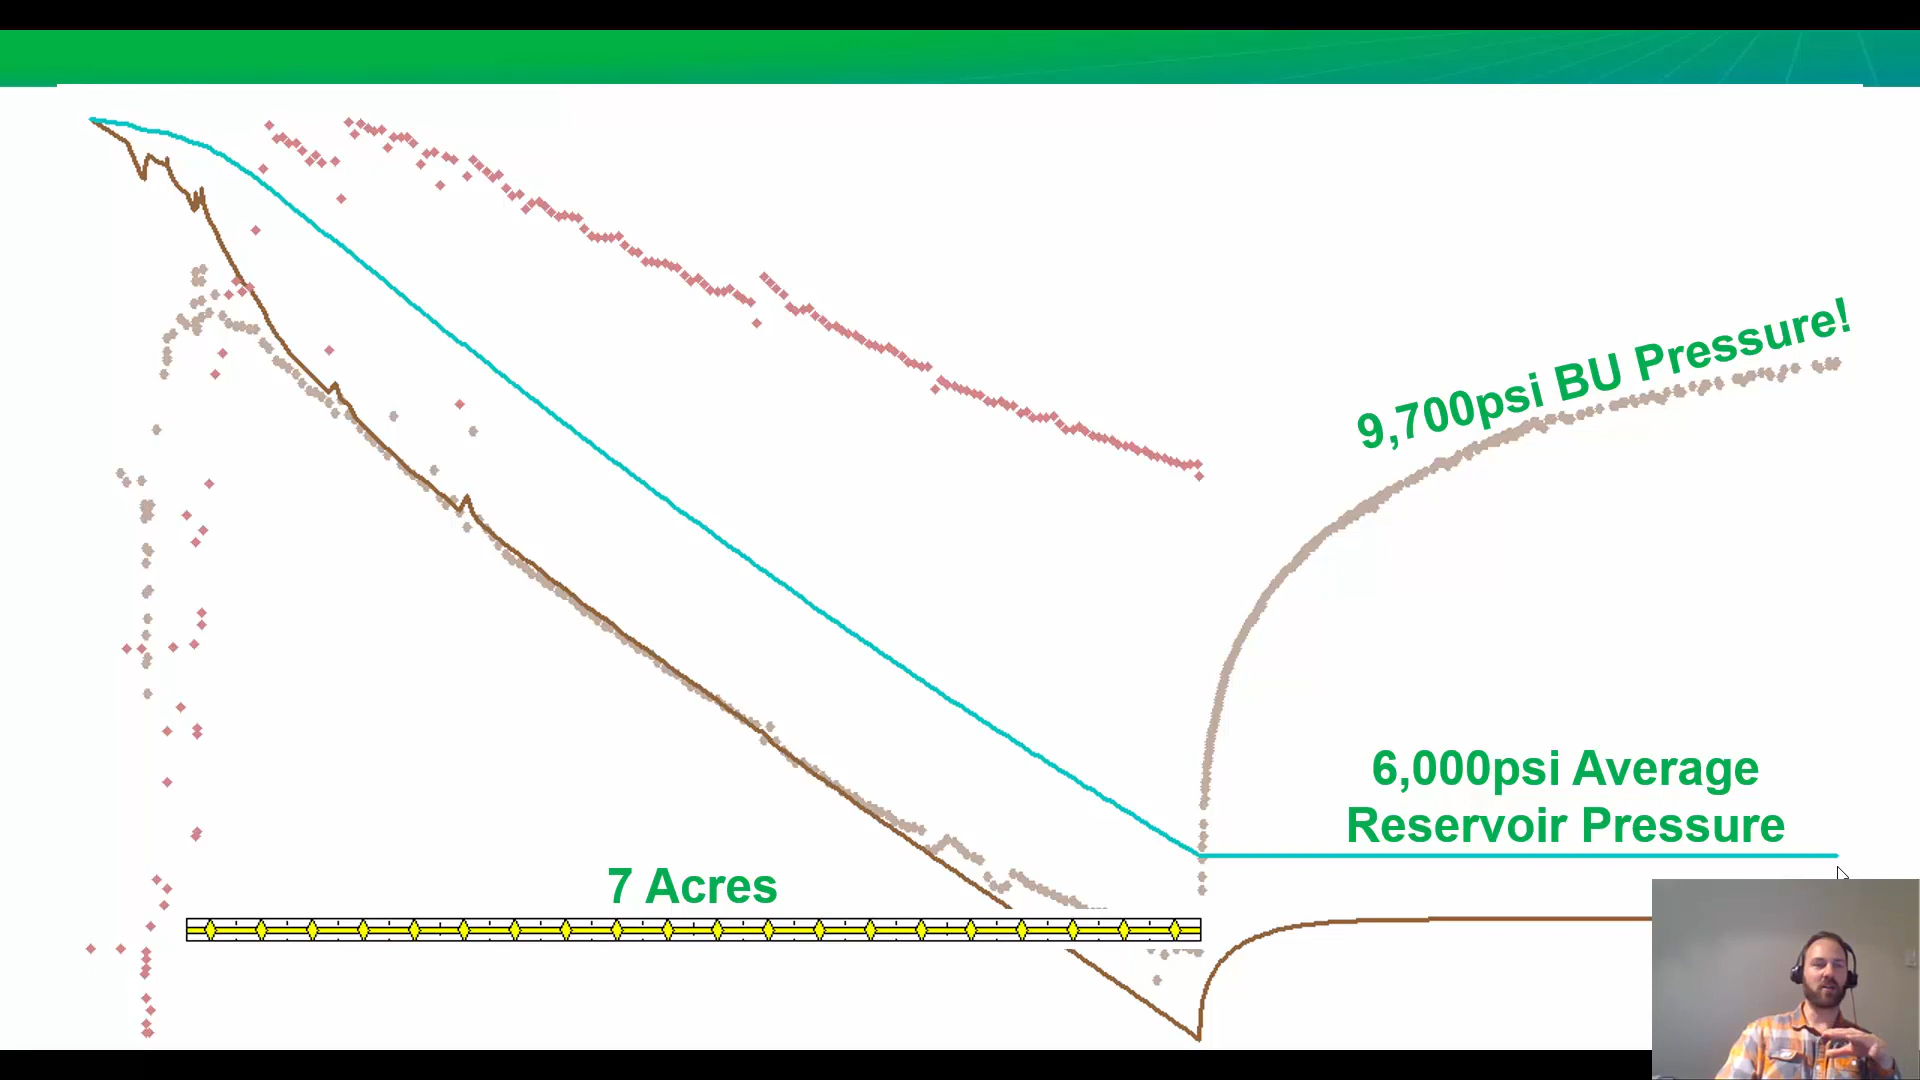 9,700psi BU Pressure!
6,000psi Average
Reservoir Pressure
7 Acres